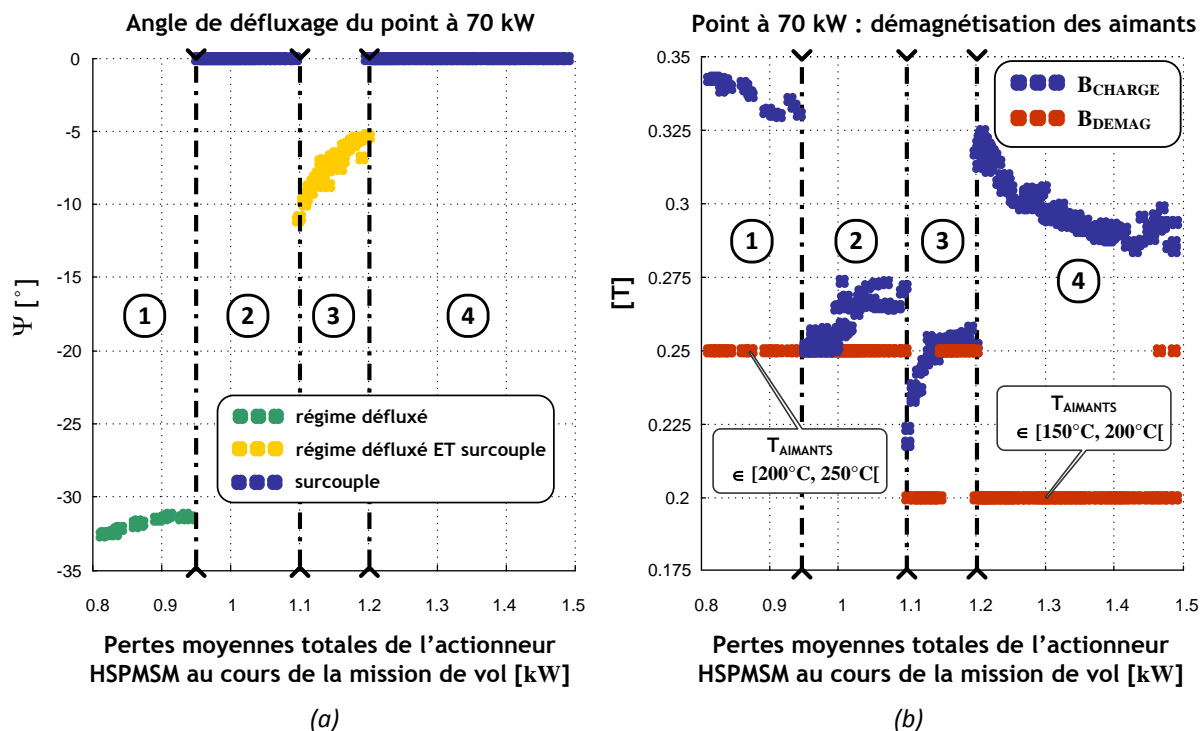 Angle de défluxage du point à 70 kW
0
-5
-10
-15
-20
-25
-30
-35
Ψ [°]
1
2
3
4
régime défluxé
régime défluxé ET surcouple
surcouple
0.8 0.9 1 1.1 1.2 1.3 1.4 1.5
Pertes moyennes totales de l’actionneur
HSPMSM au cours de la mission de vol [kW]
(a)
Point à 70 kW : démagnétisation des aimants
0.35
0.325
0.3
0.275
0.25
0.225
0.2
0.175
[T]
BCHARGE
BDEMAG
1
2
3
4
TAIMANTS
∈ [200°C, 250°C[
TAIMANTS
∈ [150°C, 200°C[
0.8 0.9 1 1.1 1.2 1.3 1.4 1.5
Pertes moyennes totales de l’actionneur
HSPMSM au cours de la mission de vol [kW]
(b)